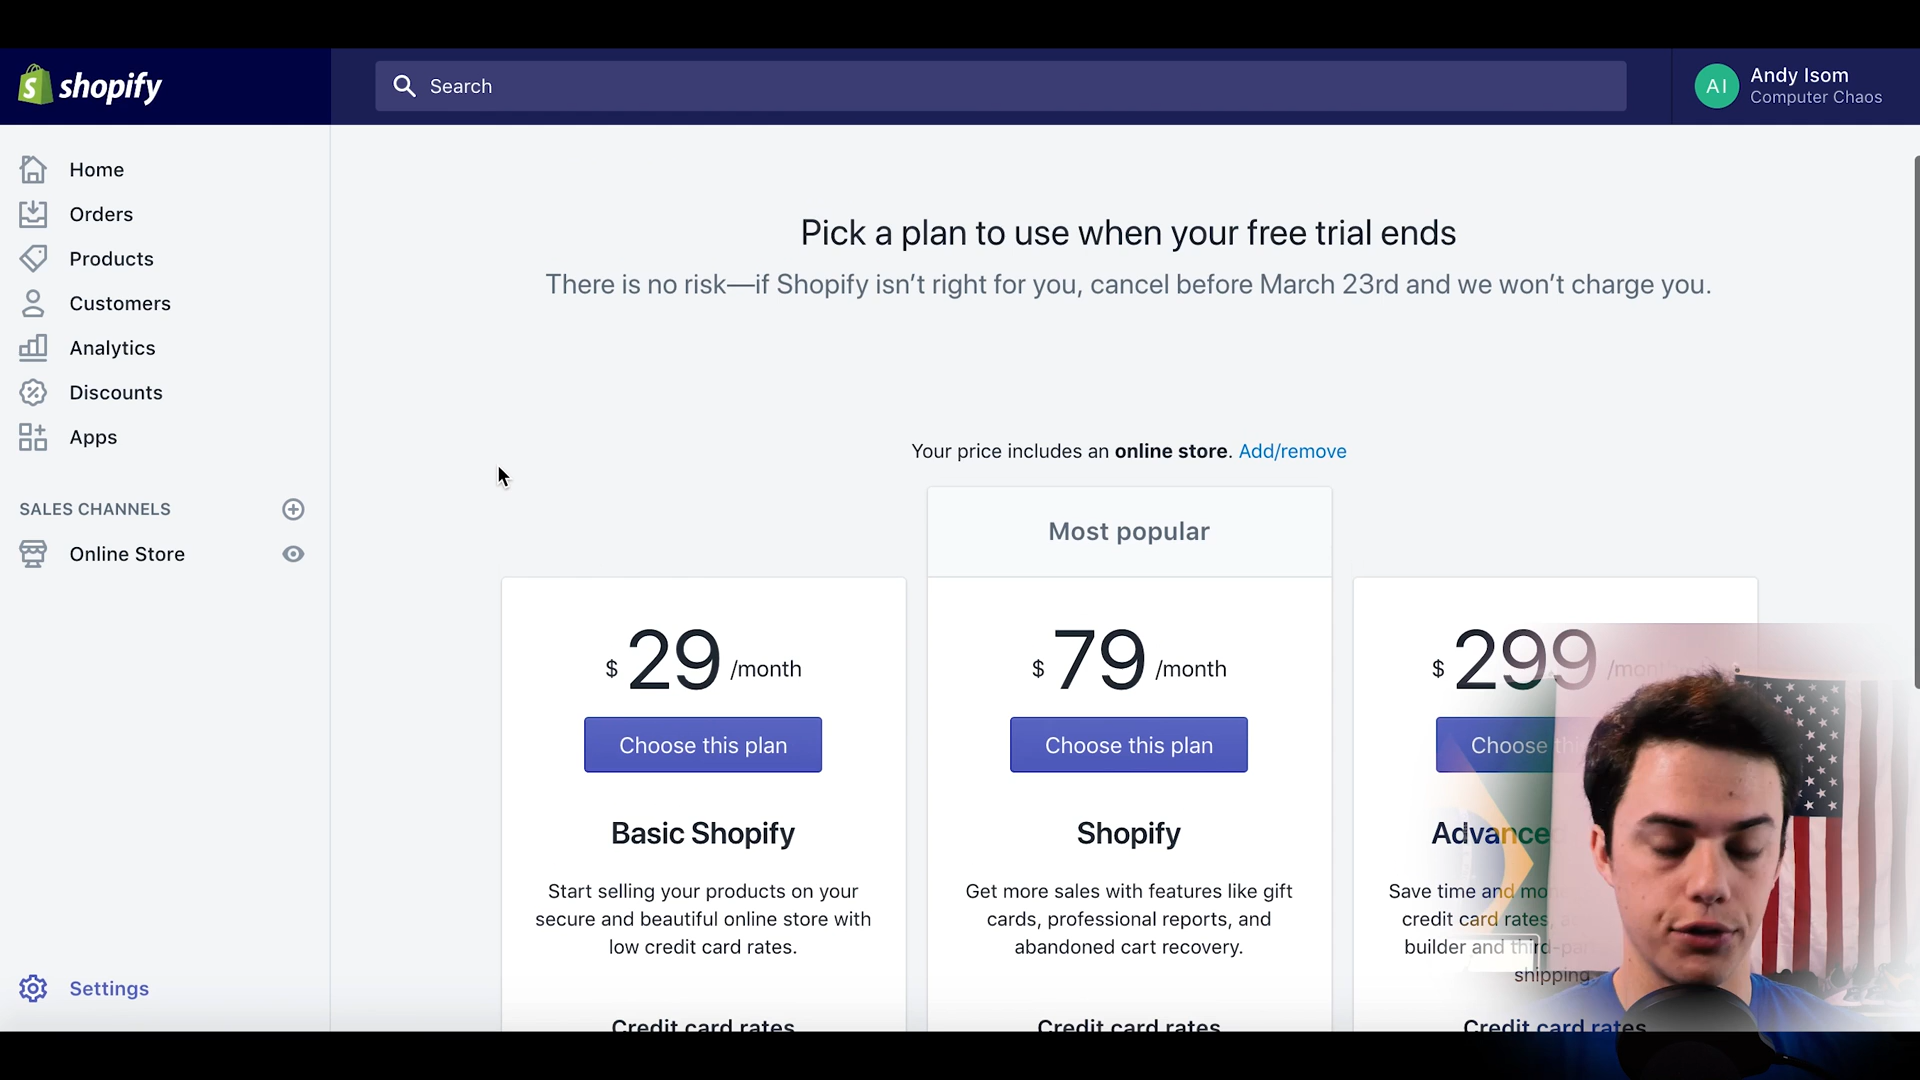 shopify
Search
AI
Andy Isom
Computer Chaos
Home
Orders
Products
Customers
Analytics
Discounts
Apps
SALES CHANNELS
Online Store
Settings
Pick a plan to use when your free trial ends
There is no risk—if Shopify isn’t right for you, cancel before March 23rd and we won’t charge you.
Your price includes an online store. Add/remove
Most popular
$ 29 /month
Choose this plan
Basic Shopify
Start selling your products on your
secure and beautiful online store with
low credit card rates.
Credit card rates
$ 79 /month
Choose this plan
Shopify
Get more sales with features like gift
cards, professional reports, and
abandoned cart recovery.
Credit card rates
$ 299 /month
Choose
Save time and
credit card rates,
builder and
shipping
Credit card rates